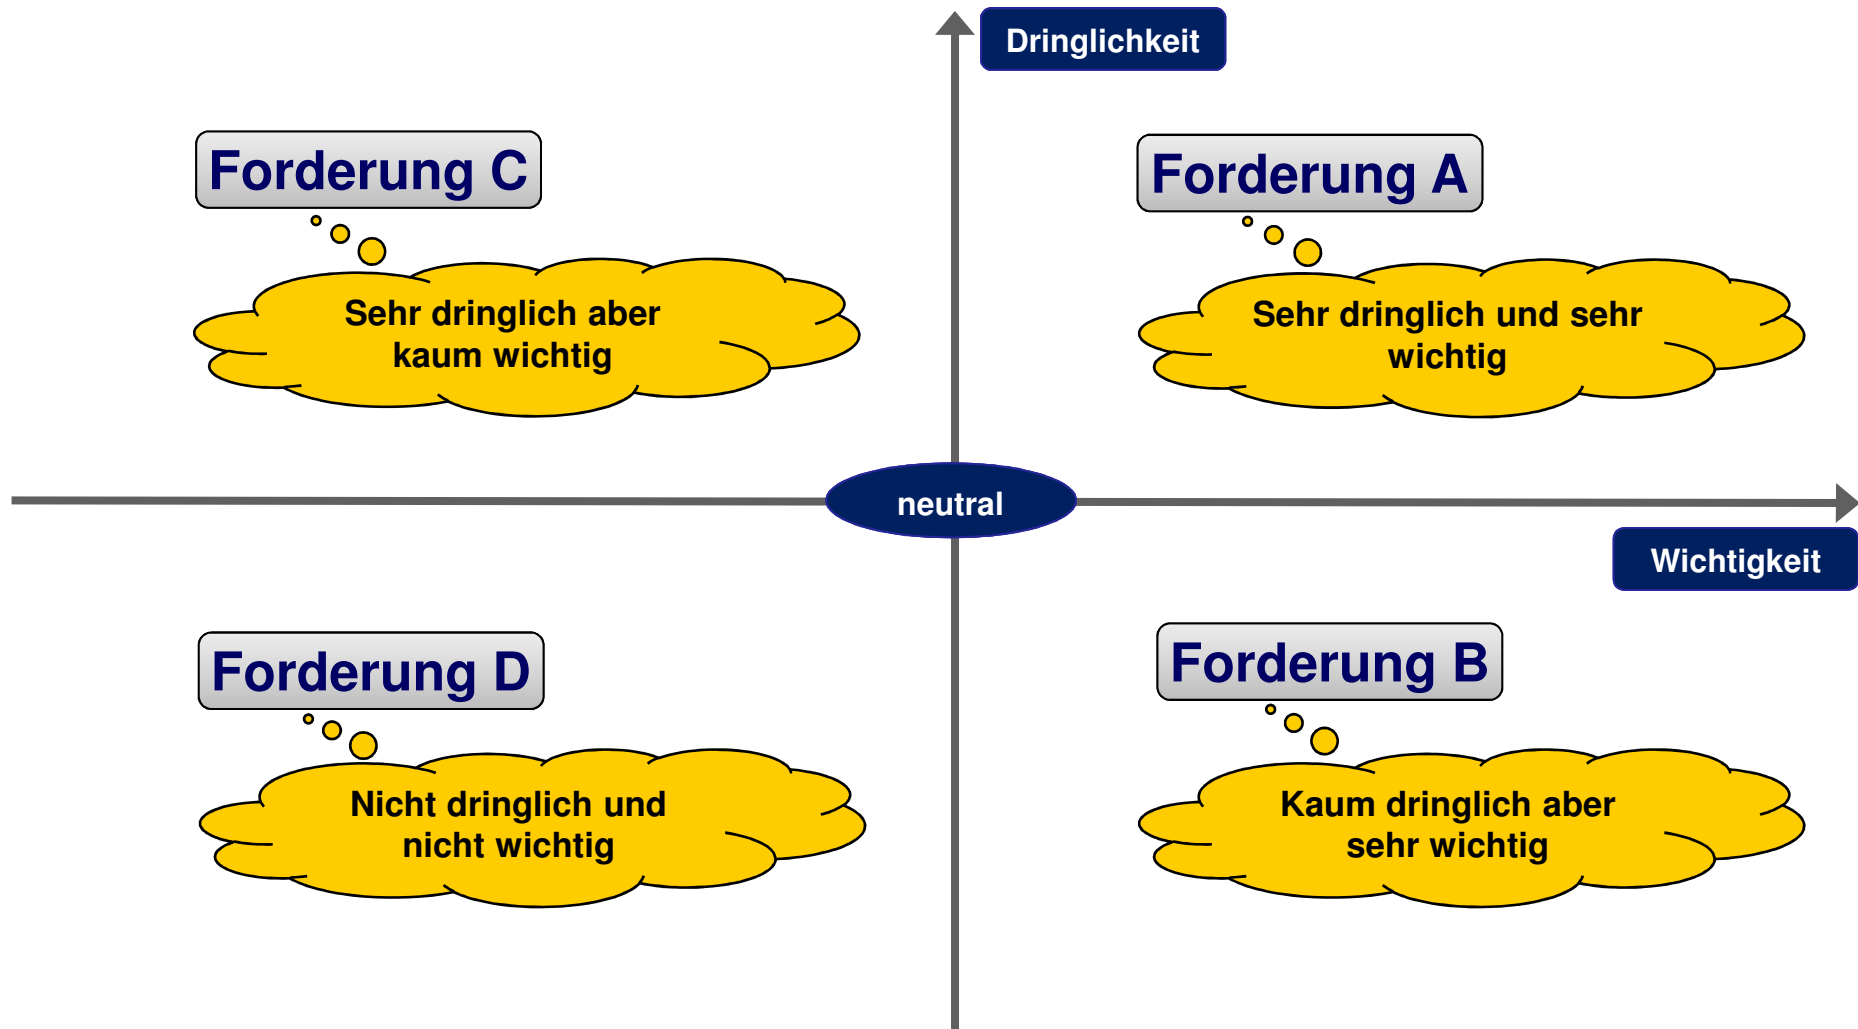 Dringlichkeit
Forderung C
Sehr dringlich aber
kaum wichtig
Forderung A
Sehr dringlich und sehr
wichtig
neutral
Wichtigkeit
Forderung D
Nicht dringlich und
nicht wichtig
Forderung B
Kaum dringlich aber
sehr wichtig